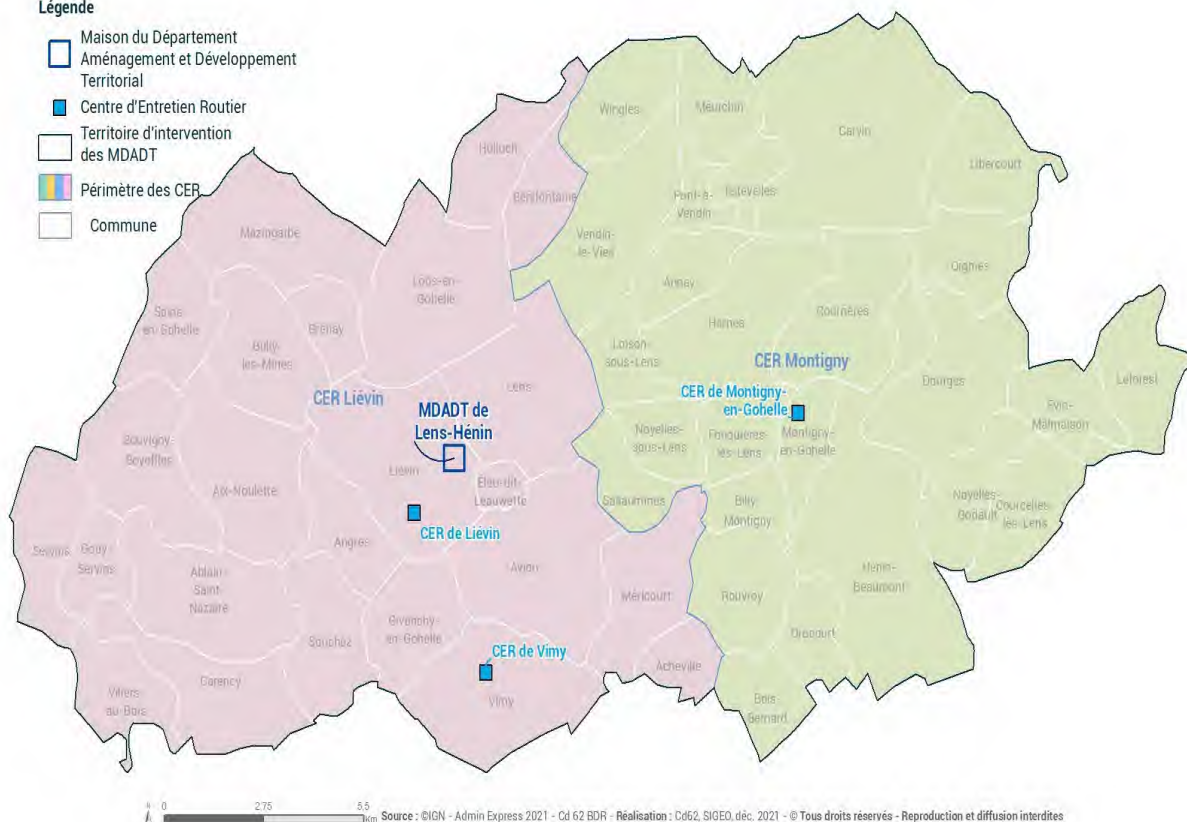 Légende
Maison du Département
Aménagement et Développement
Territorial
Centre d'Entretien Routier
Territoire d'intervention
des MDADT
Périmètre des CER
Commune
Wingles
Meurchin
Carvin
Libercourt
Hulluch
Bénifontaine
Pont-à-
Vendin
Estevelles
Vendin-
le-Vieil
Mazingarbe
Loos-en-
Gohelle
Annay
Oignies
Sains-
en-Gohelle
Grenay
Bully-
les-Mines
Harnes
Courrières
Loison-
sous-Lens
CER Montigny
CER Liévin
Lens
Dourges
Leforest
CER de Montigny-
en-Gohelle
MDADT de
Lens-Hénin
Evin-
Malmaison
Bouvigny-
Boyeffles
Noyelles-
sous-Lens
Fouquières-
lès-Lens
Montigny-
en-Gohelle
Liévin
Aix-Noulette
Eleu-dit-
Leauwette
Sallaumines
Billy-
Montigny
Noyelles-
Godault
Courcelles-
lès-Lens
CER de Liévin
Angres
Servins
Gouy-
Servins
Ablain-
Saint-
Nazaire
Avion
Hénin-
Beaumont
Méricourt
Rouvroy
Givenchy-
en-Gohelle
Souchez
Drocourt
CER de Vimy
Acheville
Carency
Villers-
au-Bois
Vimy
Bois-
Bernard
N
0 2,75 5,5
Km
Source : ©IGN - Admin Express 2021 - Cd 62 BDR - Réalisation : Cd62, SIGEO, déc. 2021 - © Tous droits réservés - Reproduction et diffusion interdites